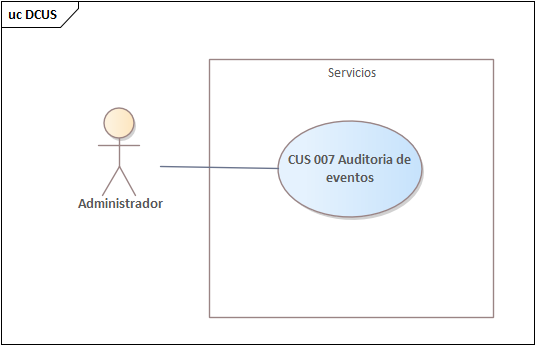 uc DCUS
Servicios
CUS 007 Auditoria de
eventos
Administrador